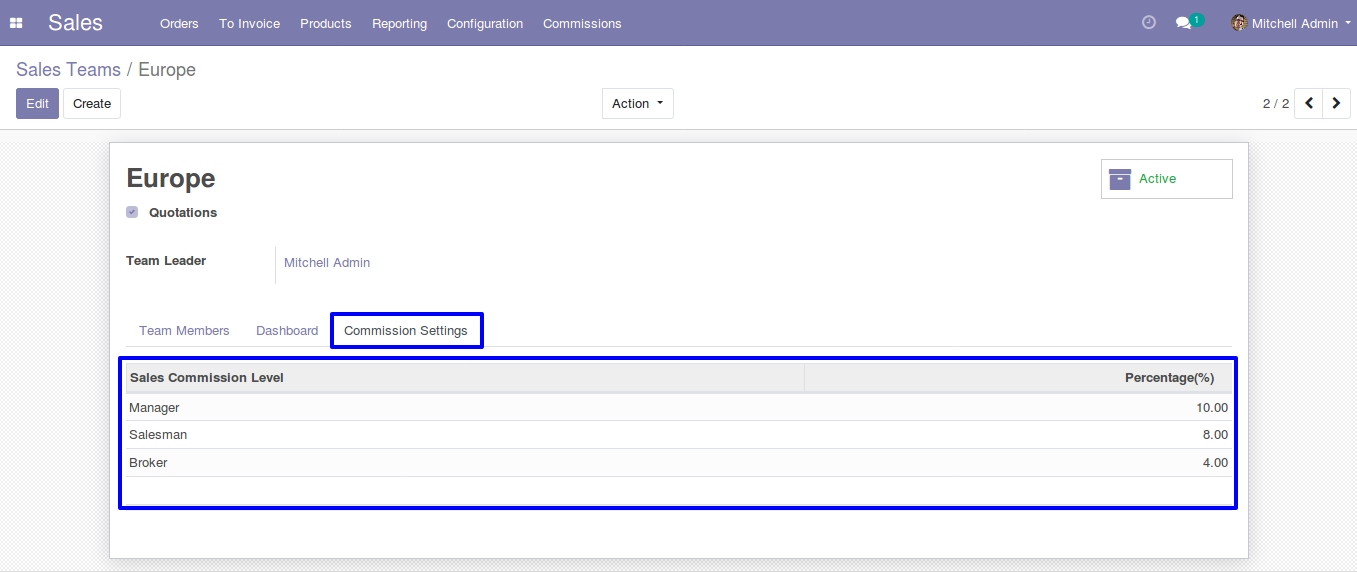 Sales Orders To Invoice Products Reporting Configuration Commissions 1 Mitchell Admin
Sales Teams / Europe
Edit Create Action 2 / 2
Europe
Active
Quotations
Team Leader Mitchell Admin
Team Members Dashboard Commission Settings
Sales Commission Level Percentage(%)
Manager 10.00
Salesman 8.00
Broker 4.00